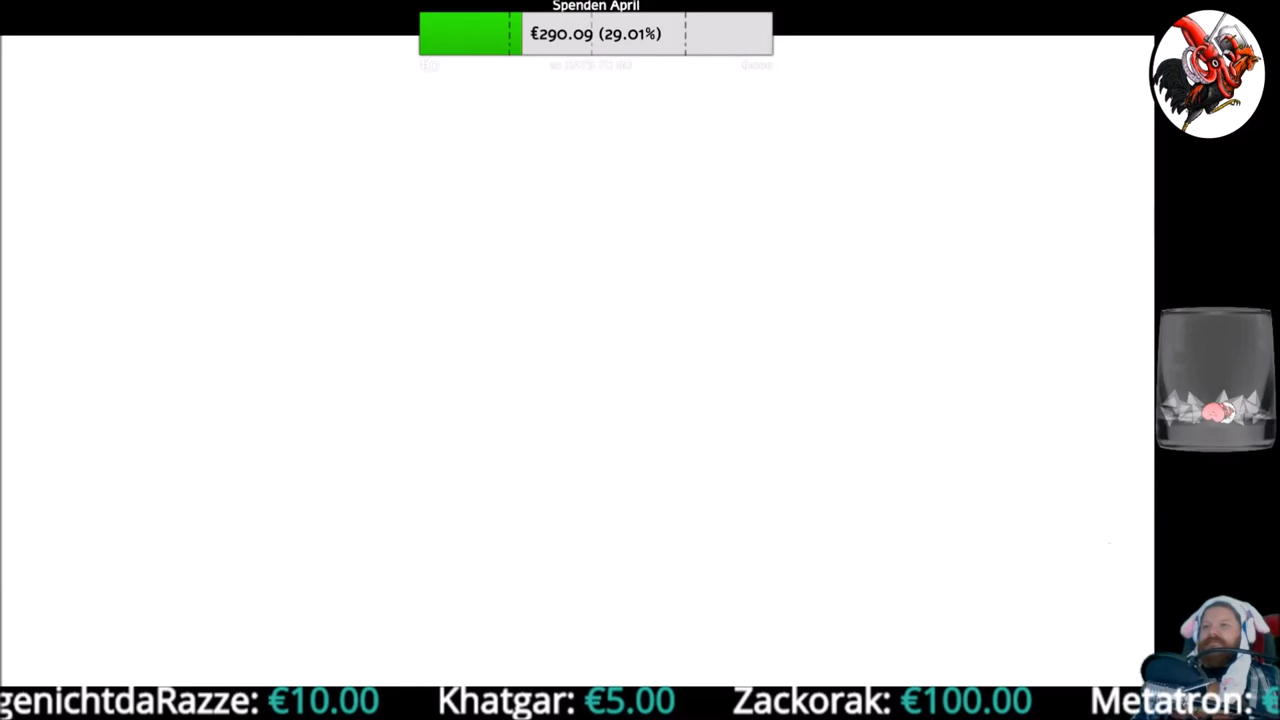 Spenden April
€290.09 (29.01%)
genichtdaRazze: €10.00 Khatgar: €5.00 Zackorak: €100.00 Metatron: €